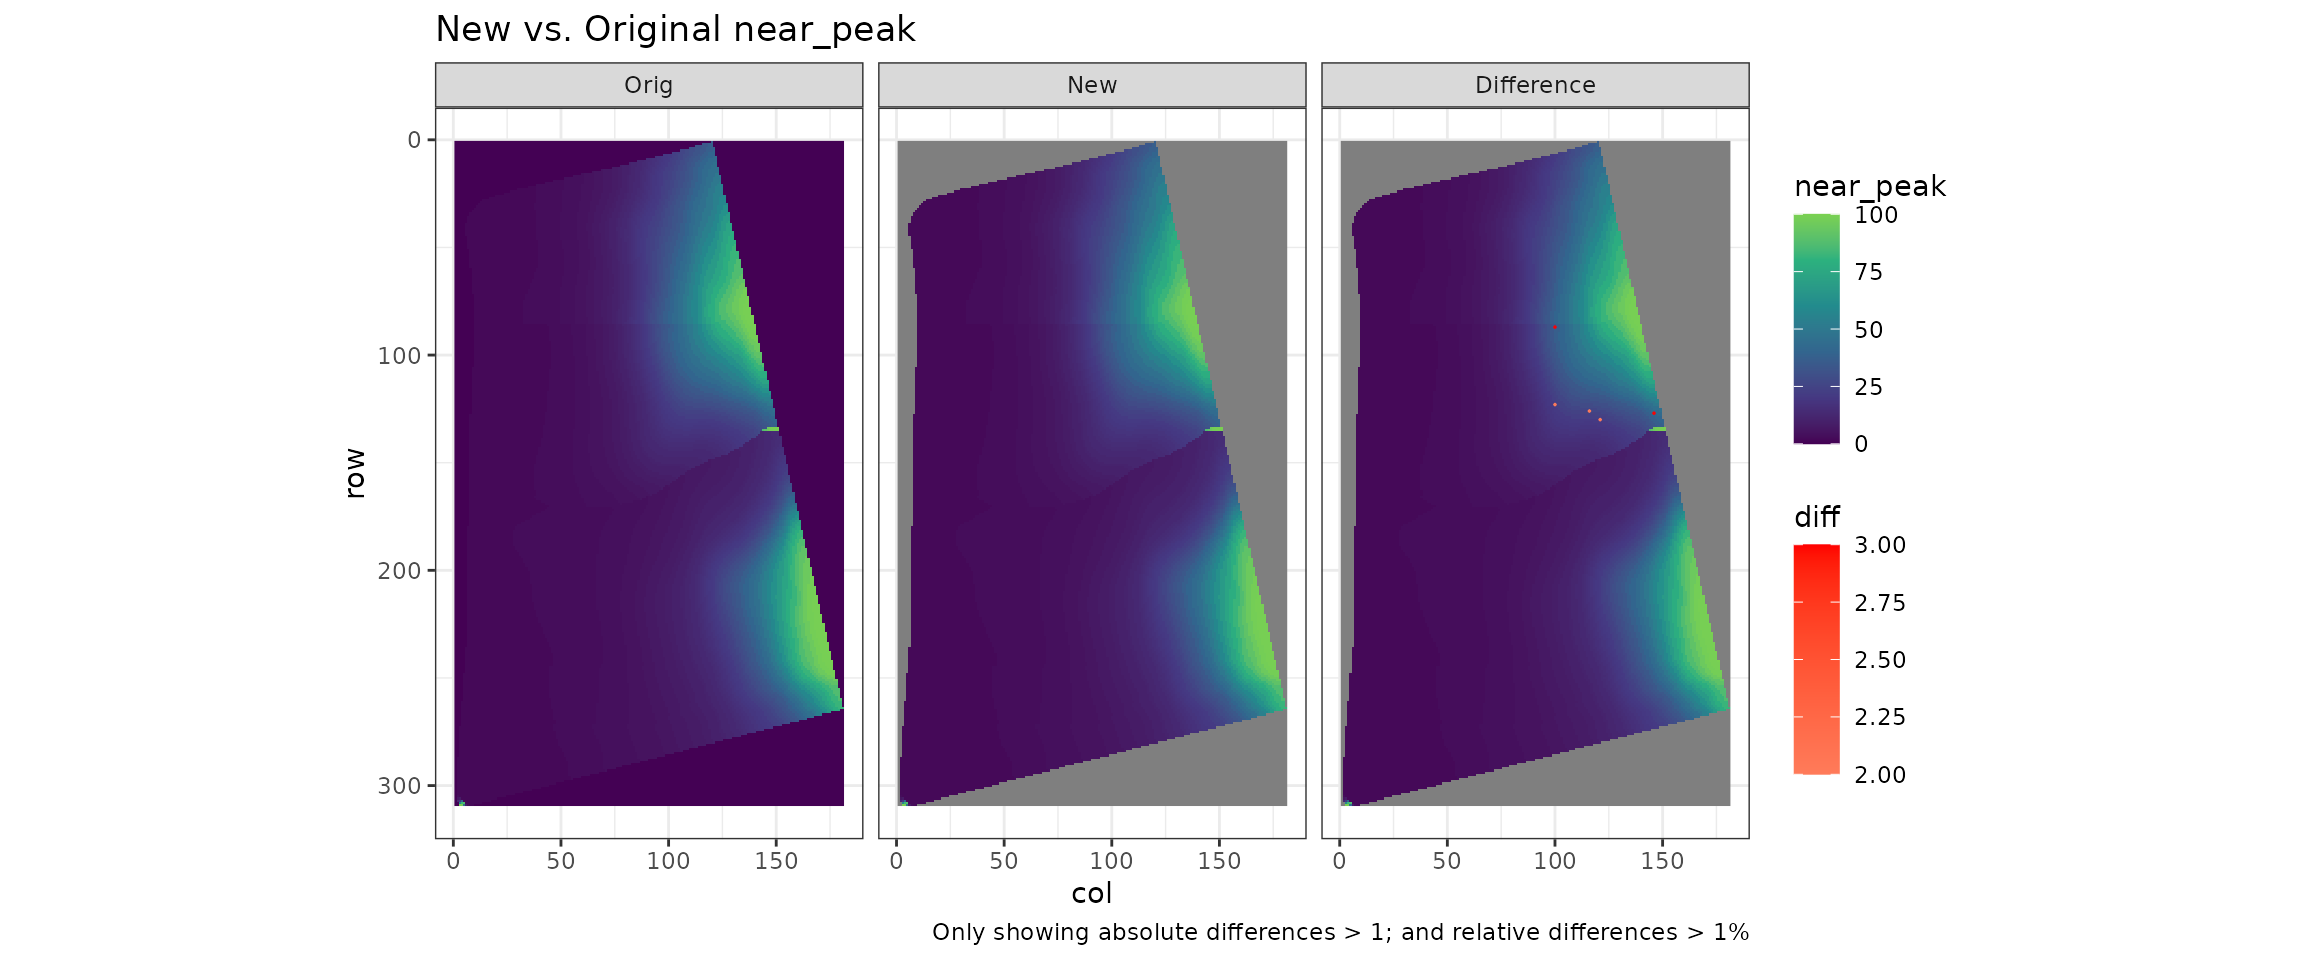 New vs. Original near_peak
Orig
New
Difference
row
0
100
200
300
0 50 100 150
0 50 100 150
0 50 100 150
col
near_peak
100
75
50
25
0
diff
3.00
2.75
2.50
2.25
2.00
Only showing absolute differences > 1; and relative differences > 1%